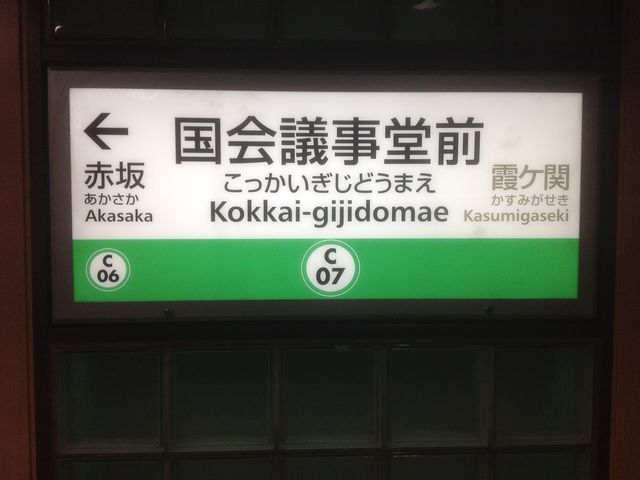 ←
国会議事堂前
こっかいぎじどうまえ
Kokkai-gijidomae
赤坂
あかさか
Akasaka
霞ケ関
かすみがせき
Kasumigaseki
C
06
C
07